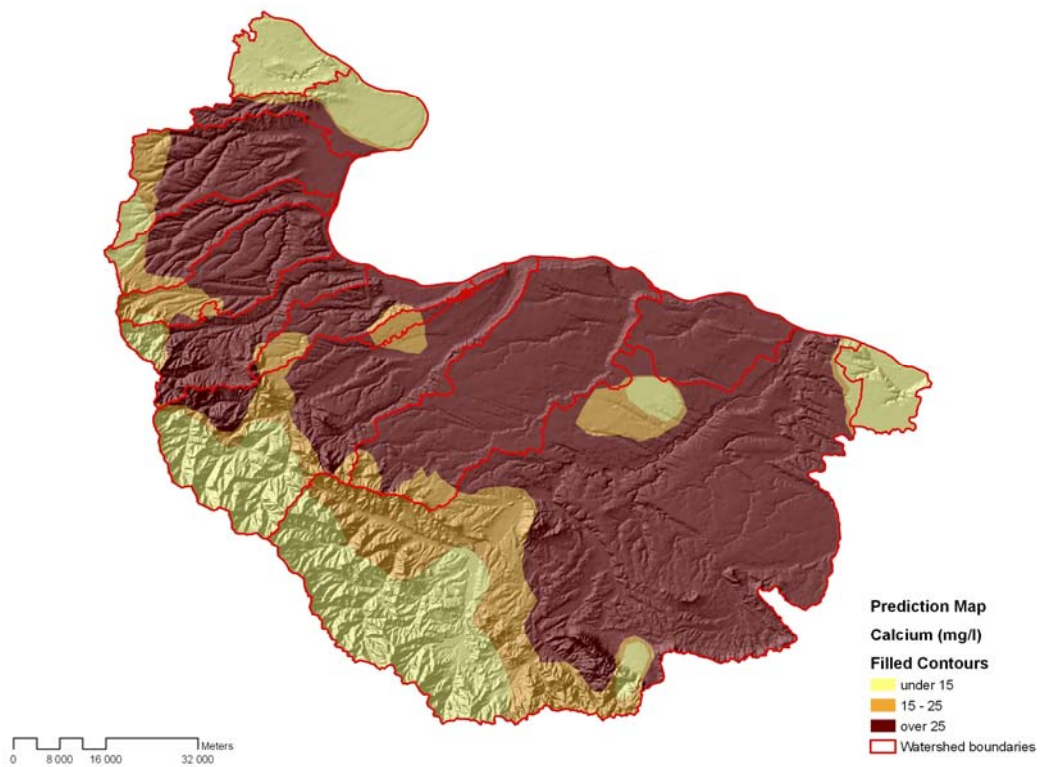 Prediction Map
Calcium (mg/l)
Filled Contours
under 15
15 - 25
over 25
Watershed boundaries
Meters
0 8 000 16 000 32 000